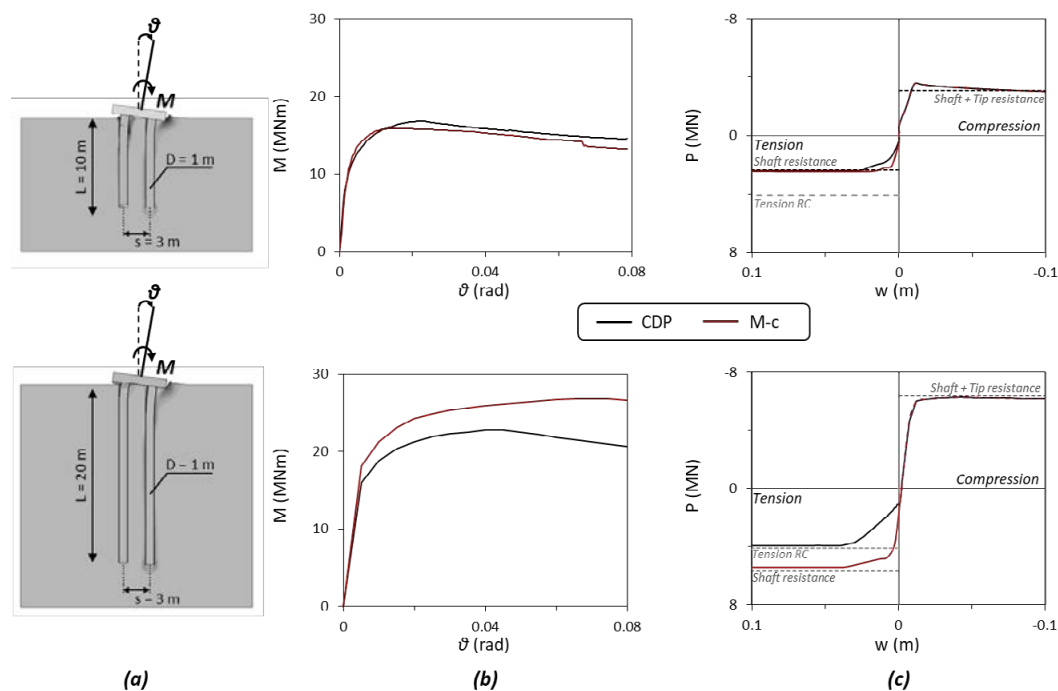 ϑ
M
L = 10 m
D = 1 m
s = 3 m
M (MNm)
30
20
10
0
0 0.04 0.08
ϑ (rad)
P (MN)
-8
0
8
Shaft + Tip resistance
Compression
Tension
Shaft resistance
Tension RC
0.1 0 -0.1
w (m)
CDP M-c
ϑ
M
L = 20 m
D – 1 m
s – 3 m
M (MNm)
30
20
10
0
0 0.04 0.08
ϑ (rad)
P (MN)
-8
0
8
Shaft + Tip resistance
Compression
Tension
Tension RC
Shaft resistance
0.1 0 -0.1
w (m)
(a) (b) (c)